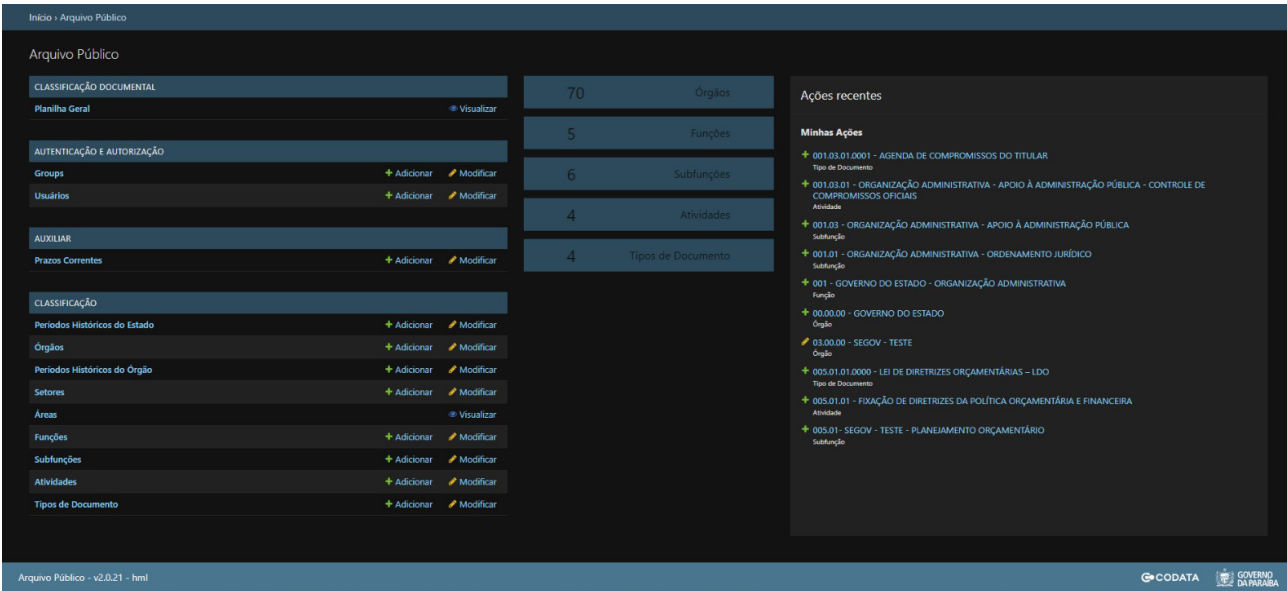 Início › Arquivo Público
Arquivo Público
CLASSIFICAÇÃO DOCUMENTAL
Planilha Geral Visualizar
AUTENTICAÇÃO E AUTORIZAÇÃO
Groups Adicionar Modificar
Usuários Adicionar Modificar
AUXILIAR
Prazos Correntes Adicionar Modificar
CLASSIFICAÇÃO
Períodos Históricos do Estado Adicionar Modificar
Órgãos Adicionar Modificar
Períodos Históricos do Órgão Adicionar Modificar
Setores Adicionar Modificar
Áreas Visualizar
Funções Adicionar Modificar
Subfunções Adicionar Modificar
Atividades Adicionar Modificar
Tipos de Documento Adicionar Modificar
70 Órgãos
5 Funções
6 Subfunções
4 Atividades
4 Tipos de Documento
Ações recentes
Minhas Ações
001.03.01.0001 - AGENDA DE COMPROMISSOS DO TITULAR
Tipo de Documento
001.03.01 - ORGANIZAÇÃO ADMINISTRATIVA - APOIO À ADMINISTRAÇÃO PÚBLICA - CONTROLE DE
COMPROMISSOS OFICIAIS
Atividade
001.03 - ORGANIZAÇÃO ADMINISTRATIVA - APOIO À ADMINISTRAÇÃO PÚBLICA
Subfunção
001.01 - ORGANIZAÇÃO ADMINISTRATIVA - ORDENAMENTO JURÍDICO
Subfunção
001 - GOVERNO DO ESTADO - ORGANIZAÇÃO ADMINISTRATIVA
Função
00.00.00 - GOVERNO DO ESTADO
Órgão
03.00.00 - SEGOV - TESTE
Órgão
005.01.01.0000 - LEI DE DIRETRIZES ORÇAMENTÁRIAS – LDO
Tipo de Documento
005.01.01 - FIXAÇÃO DE DIRETRIZES DA POLÍTICA ORÇAMENTÁRIA E FINANCEIRA
Atividade
005.01- SEGOV - TESTE - PLANEJAMENTO ORÇAMENTÁRIO
Subfunção
Arquivo Público - v2.0.21 - hml
CODATA
GOVERNO
DA PARAÍBA